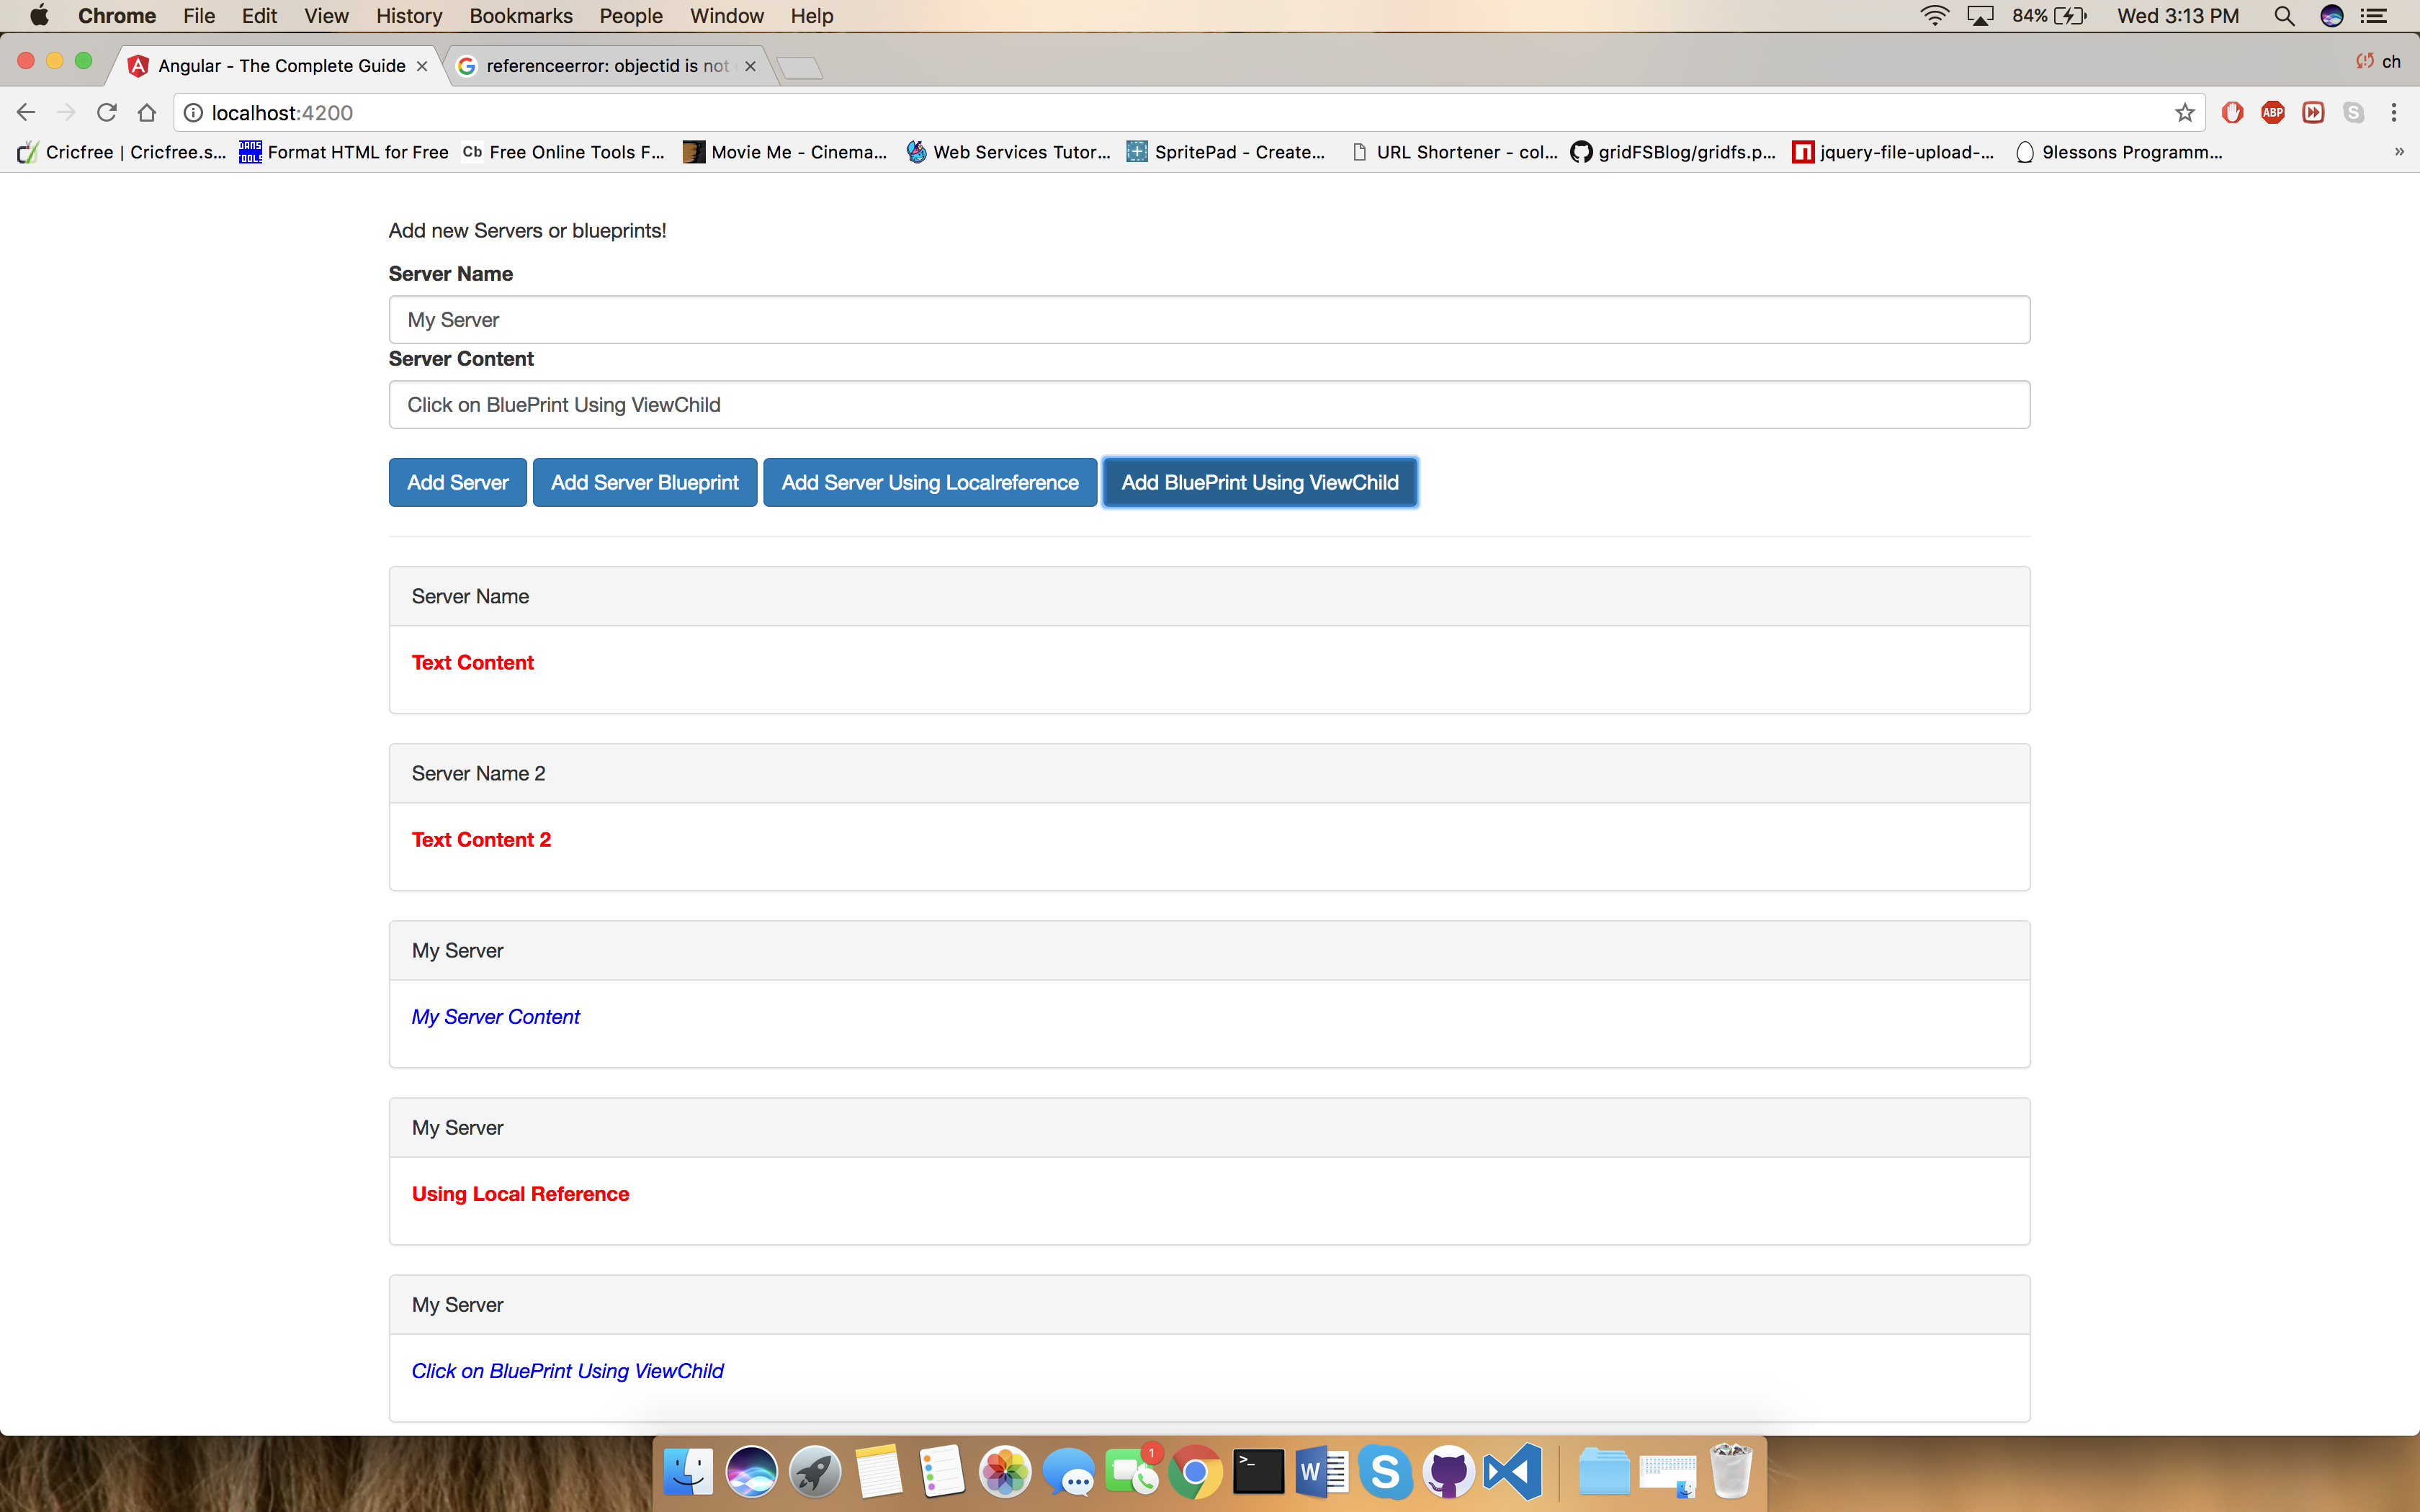 Chrome File Edit View History Bookmarks People Window Help 84% Wed 3:13 PM
Angular - The Complete Guide referenceerror: objectid is not ch
localhost:4200 ABP S
Cricfree | Cricfree.s... DANS TOOLS Format HTML for Free Cb Free Online Tools F... Movie Me - Cinema... Web Services Tutor... SpritePad - Create... URL Shortener - col... gridFSBlog/gridfs.p... jquery-file-upload-... 9lessons Programm... »
Add new Servers or blueprints!
Server Name
My Server
Server Content
Click on BluePrint Using ViewChild
Add Server Add Server Blueprint Add Server Using Localreference Add BluePrint Using ViewChild
Server Name
Text Content
Server Name 2
Text Content 2
My Server
My Server Content
My Server
Using Local Reference
My Server
Click on BluePrint Using ViewChild
1
>_ W S